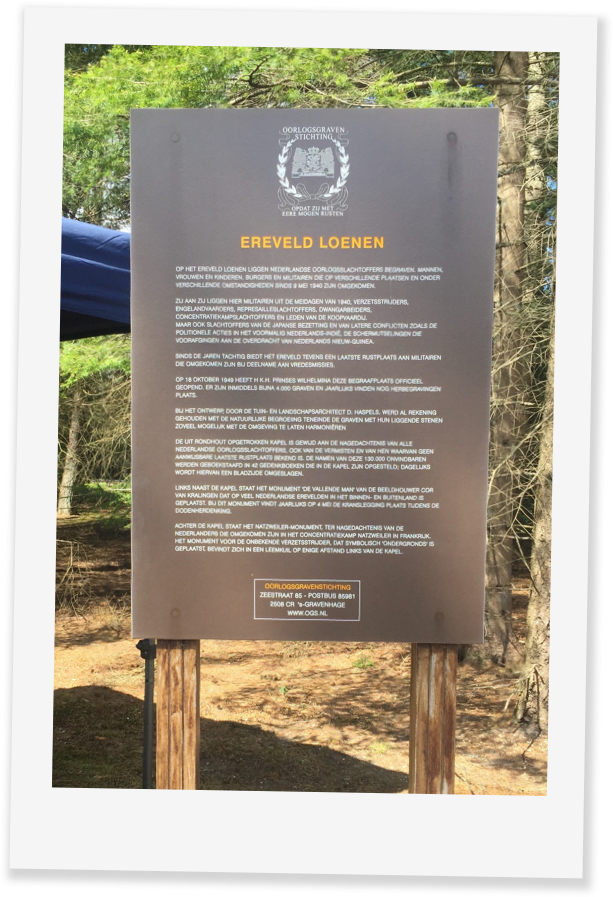 OORLOGSGRAVEN
STICHTING
OPDAT ZIJ MET
EERE MOGEN RUSTEN
EREVELD LOENEN
OP HET EREVELD LOENEN LIGGEN NEDERLANDSE OORLOGSSLACHTOFFERS BEGRAVEN. MANNEN,
VROUWEN EN KINDEREN, BURGERS EN MILITAIREN DIE OP VERSCHILLENDE PLAATSEN EN ONDER
VERSCHILLENDE OMSTANDIGHEDEN SINDS 9 MEI 1940 ZIJN OMGEKOMEN.
ZIJ AAN ZIJ LIGGEN HIER MILITAIREN UIT DE MEIDAGEN VAN 1940, VERZETSSTRIJDERS,
ENGELANDVAARDERS, REPRESAILLESLACHTOFFERS, DWANGARBEIDERS,
CONCENTRATIEKAMPSLACHTOFFERS EN LEDEN VAN DE KOOPVAARDIJ.
MAAR OOK SLACHTOFFERS VAN DE JAPANSE BEZETTING EN VAN LATERE CONFLICTEN ZOALS DE
POLITIONELE ACTIES IN HET VOORMALIG NEDERLANDS-INDIË, DE SCHERMUTSELINGEN DIE
VOORAFGINGEN AAN DE OVERDRACHT VAN NEDERLANDS NIEUW-GUINEA.
SINDS DE JAREN TACHTIG BIEDT HET EREVELD TEVENS EEN LAATSTE RUSTPLAATS AAN MILITAIREN
DIE OMGEKOMEN ZIJN BIJ DEELNAME AAN VREDESMISSIES.
OP 18 OKTOBER 1949 HEEFT H.K.H. PRINSES WILHELMINA DEZE BEGRAAFPLAATS OFFICIEEL
GEOPEND. ER ZIJN INMIDDELS BIJNA 4.000 GRAVEN EN JAARLIJKS VINDEN NOG HERBEGRAVINGEN
PLAATS.
BIJ HET ONTWERP, DOOR DE TUIN- EN LANDSCHAPSARCHITECT D. HASPELS, WERD AL REKENING
GEHOUDEN MET DE NATUURLIJKE BEGROEING TENEINDE DE GRAVEN MET HUN LIGGENDE STENEN
ZOVEEL MOGELIJK MET DE OMGEVING TE LATEN HARMONIËREN
DE UIT RONDHOUT OPGETROKKEN KAPEL IS GEWIJD AAN DE NAGEDACHTENIS VAN ALLE
NEDERLANDSE OORLOGSSLACHTOFFERS, OOK VAN DE VERMISTEN EN VAN HEN WAARVAN GEEN
AANWIJSBARE LAATSTE RUSTPLAATS BEKEND IS. DE NAMEN VAN DEZE 130.000 ONVINDBAREN
WERDEN GEBOEKSTAAFD IN 42 GEDENKBOEKEN DIE IN DE KAPEL ZIJN OPGESTELD; DAGELIJKS
WORDT HIERVAN EEN BLADZIJDE OMGESLAGEN.
LINKS NAAST DE KAPEL STAAT HET MONUMENT 'DE VALLENDE MAN' VAN DE BEELDHOUWER COR
VAN KRALINGEN DAT OP VEEL NEDERLANDSE EREVELDEN IN HET BINNEN- EN BUITENLAND IS
GEPLAATST. BIJ DIT MONUMENT VINDT JAARLIJKS OP 4 MEI DE KRANSLEGGING PLAATS TIJDENS DE
DODENHERDENKING.
ACHTER DE KAPEL STAAT HET NATZWEILER-MONUMENT, TER NAGEDACHTENIS VAN DE
NEDERLANDERS DIE OMGEKOMEN ZIJN IN HET CONCENTRATIEKAMP NATZWEILER IN FRANKRIJK.
HET MONUMENT VOOR DE ONBEKENDE VERZETSSTRIJDER, DAT SYMBOLISCH 'ONDERGRONDS' IS
GEPLAATST, BEVINDT ZICH IN EEN LEEMKUIL OP ENIGE AFSTAND LINKS VAN DE KAPEL.
OORLOGSGRAVENSTICHTING
ZEESTRAAT 85 - POSTBUS 85981
2508 CR 's-GRAVENHAGE
WWW.OGS.NL